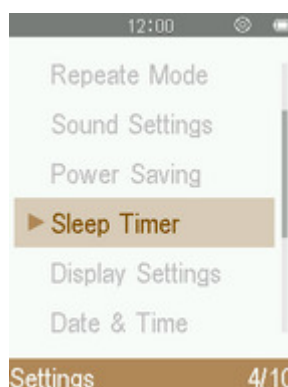 12:00
Repeate Mode
Sound Settings
Power Saving
Sleep Timer
Display Settings
Date & Time
Settings 4/10